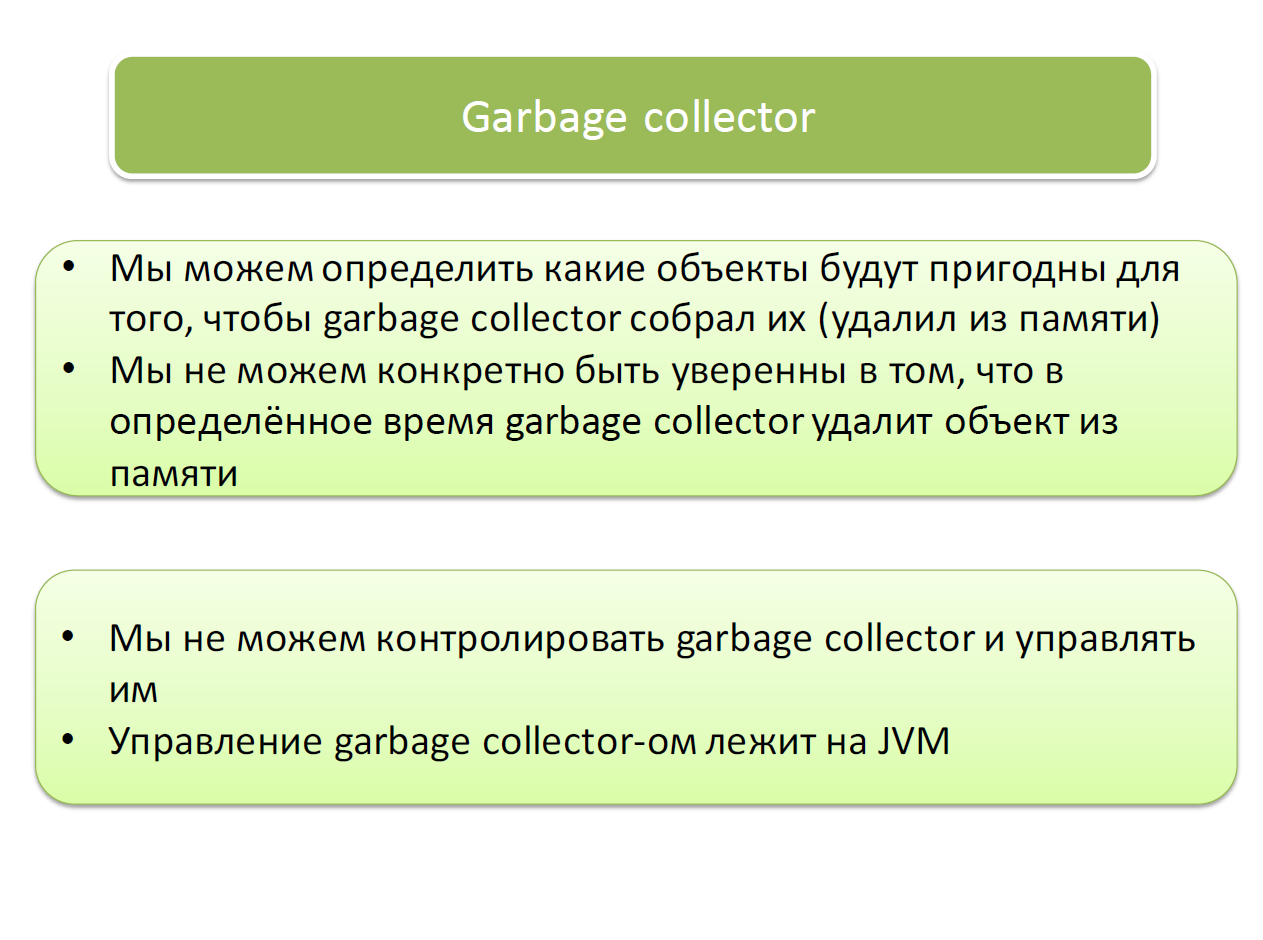 Garbage collector
• Мы можем определить какие объекты будут пригодны для
того, чтобы garbage collector собрал их (удалил из памяти)
• Мы не можем конкретно быть уверенны в том, что в
определённое время garbage collector удалит объект из
памяти
• Мы не можем контролировать garbage collector и управлять
им
• Управление garbage collector-ом лежит на JVM